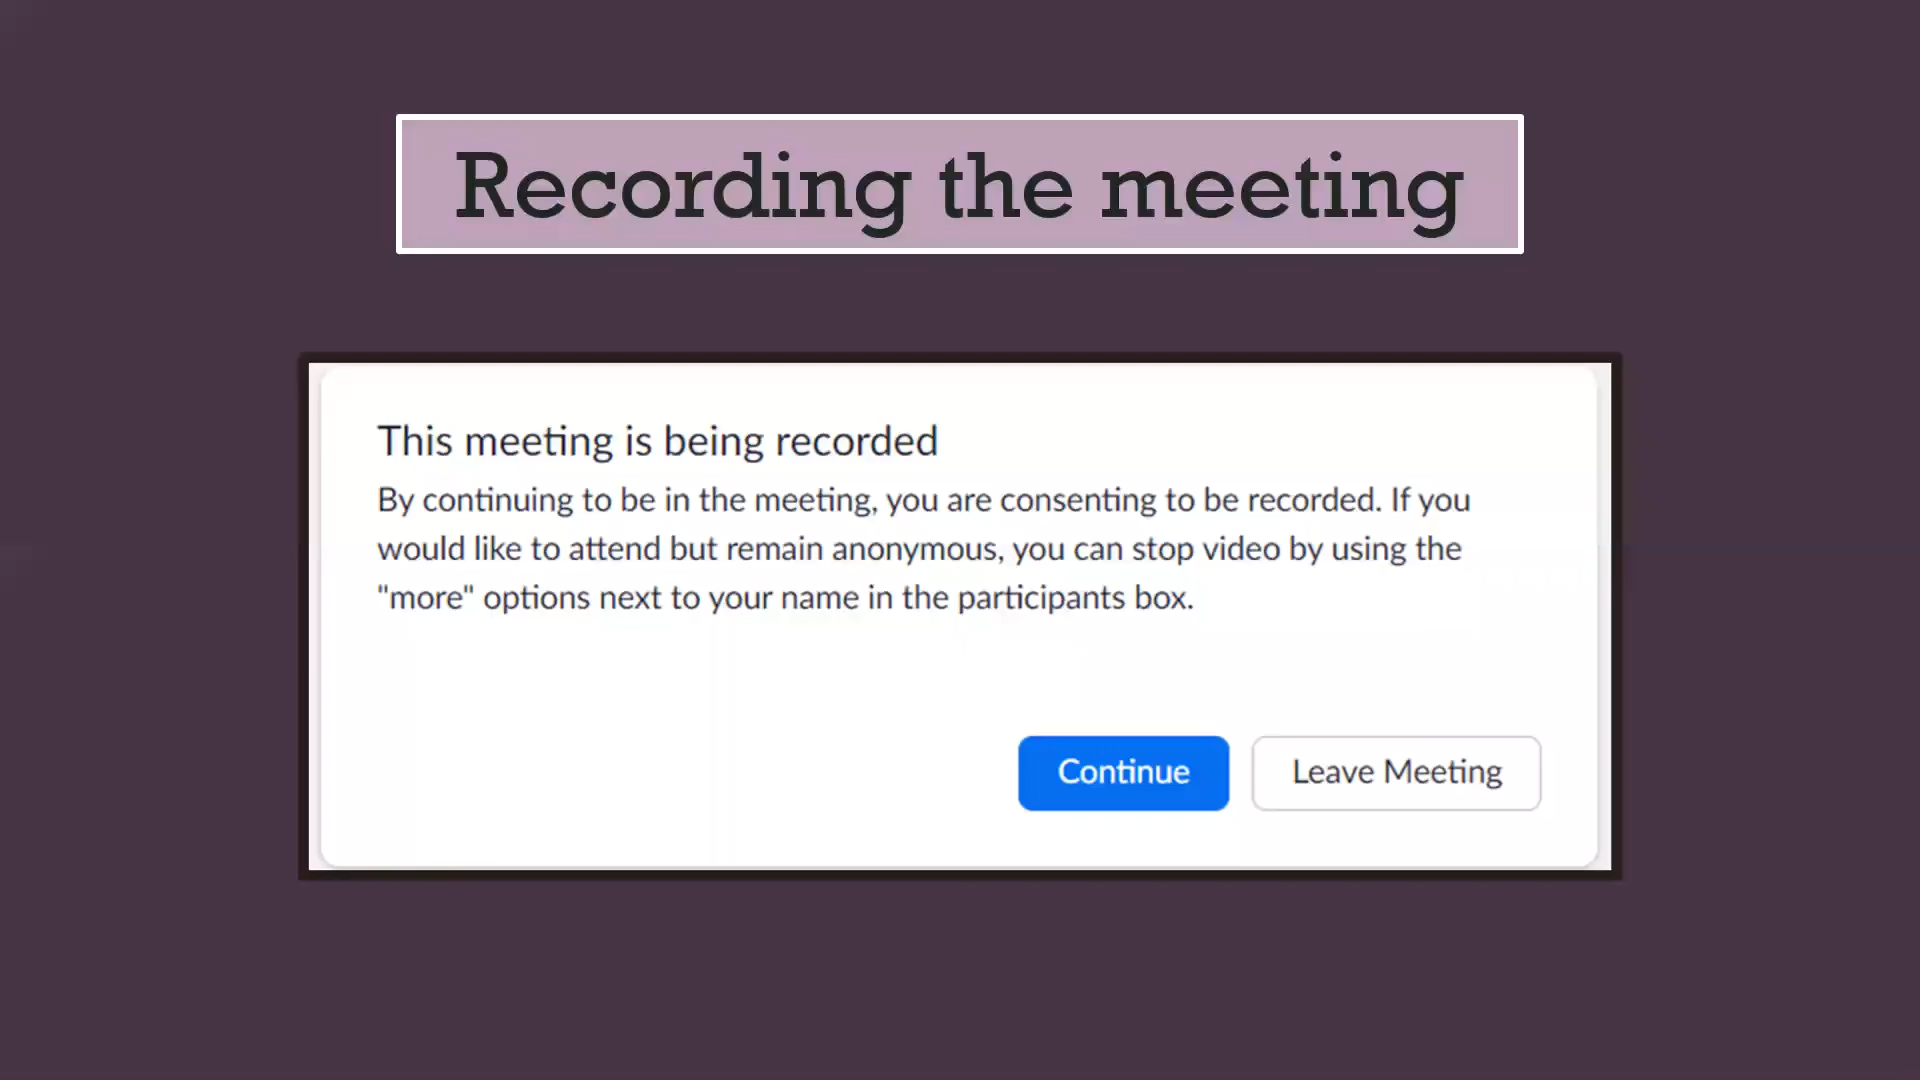 Recording the meeting
This meeting is being recorded
By continuing to be in the meeting, you are consenting to be recorded. If you
would like to attend but remain anonymous, you can stop video by using the
"more" options next to your name in the participants box.
Continue
Leave Meeting